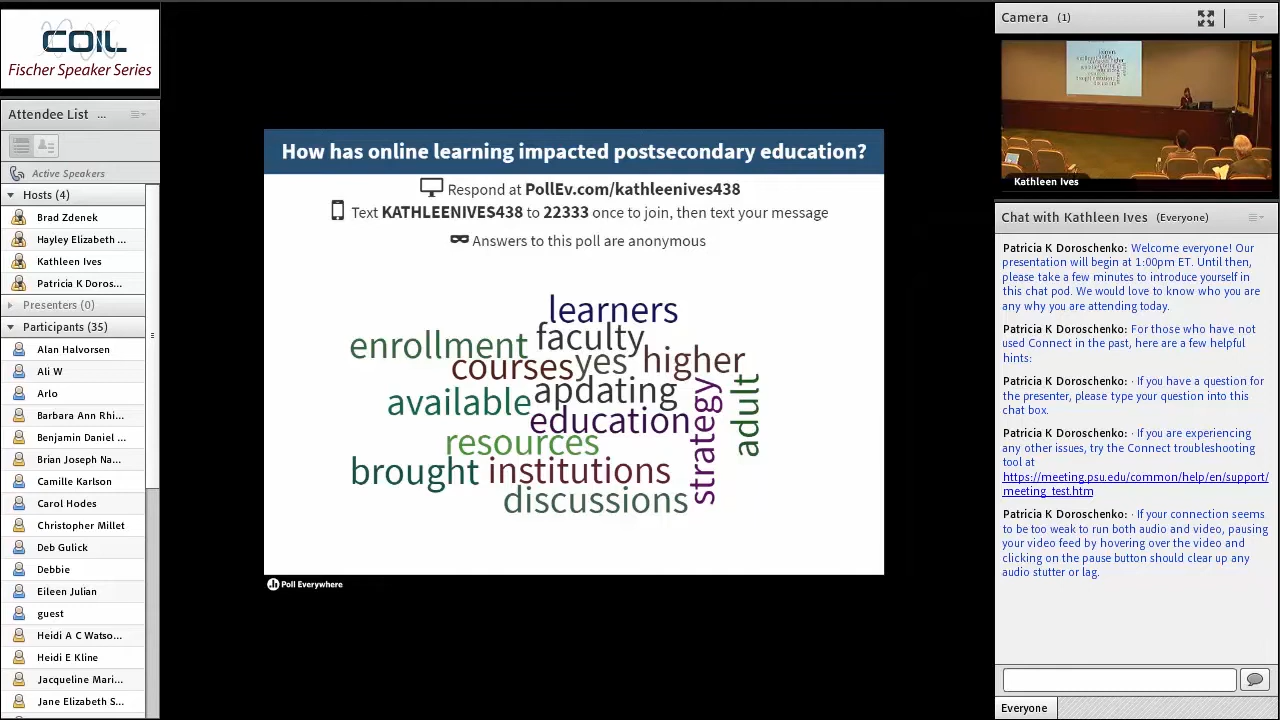 COIL
Fischer Speaker Series
Attendee List ...
Active Speakers
Hosts (4)
Brad Zdenek
Hayley Elizabeth ...
Kathleen Ives
Patricia K Doros...
Presenters (0)
Participants (35)
Alan Halvorsen
Ali W
Arlo
Barbara Ann Rhi...
Benjamin Daniel ...
Brian Joseph Na...
Camille Karlson
Carol Hodes
Christopher Millet
Deb Gulick
Debbie
Eileen Julian
guest
Heidi A C Watso...
Heidi E Kline
Jacqueline Mari...
Jane Elizabeth S...
How has online learning impacted postsecondary education?
Respond at PollEv.com/kathleenives438
Text KATHLEENIVES438 to 22333 once to join, then text your message
Answers to this poll are anonymous
learners
faculty
enrollment
courses
yes
higher
apdating
available
education
strategy
adult
resources
brought
institutions
discussions
Poll Everywhere
Camera (1)
Kathleen Ives
Chat with Kathleen Ives (Everyone)
Patricia K Doroschenko: Welcome everyone! Our
presentation will begin at 1:00pm ET. Until then,
please take a few minutes to introduce yourself in
this chat pod. We would love to know who you are
any why you are attending today.
Patricia K Doroschenko: For those who have not
used Connect in the past, here are a few helpful
hints:
Patricia K Doroschenko: · If you have a question for
the presenter, please type your question into this
chat box.
Patricia K Doroschenko: · If you are experiencing
any other issues, try the Connect troubleshooting
tool at
https://meeting.psu.edu/common/help/en/support/
meeting_test.htm
Patricia K Doroschenko: · If your connection seems
to be too weak to run both audio and video, pausing
your video feed by hovering over the video and
clicking on the pause button should clear up any
audio stutter or lag.
Everyone